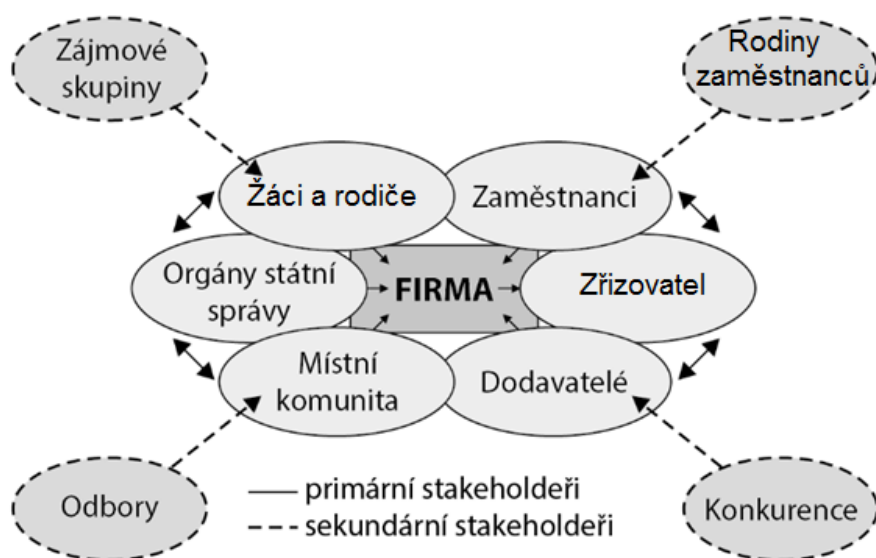 Zájmové
skupiny
Rodiny
zaměstnanců
Žáci a rodiče
Zaměstnanci
Orgány státní
správy
FIRMA
Zřizovatel
Místní
komunita
Dodavatelé
Odbory
primární stakeholdeři
sekundární stakeholdeři
Konkurence